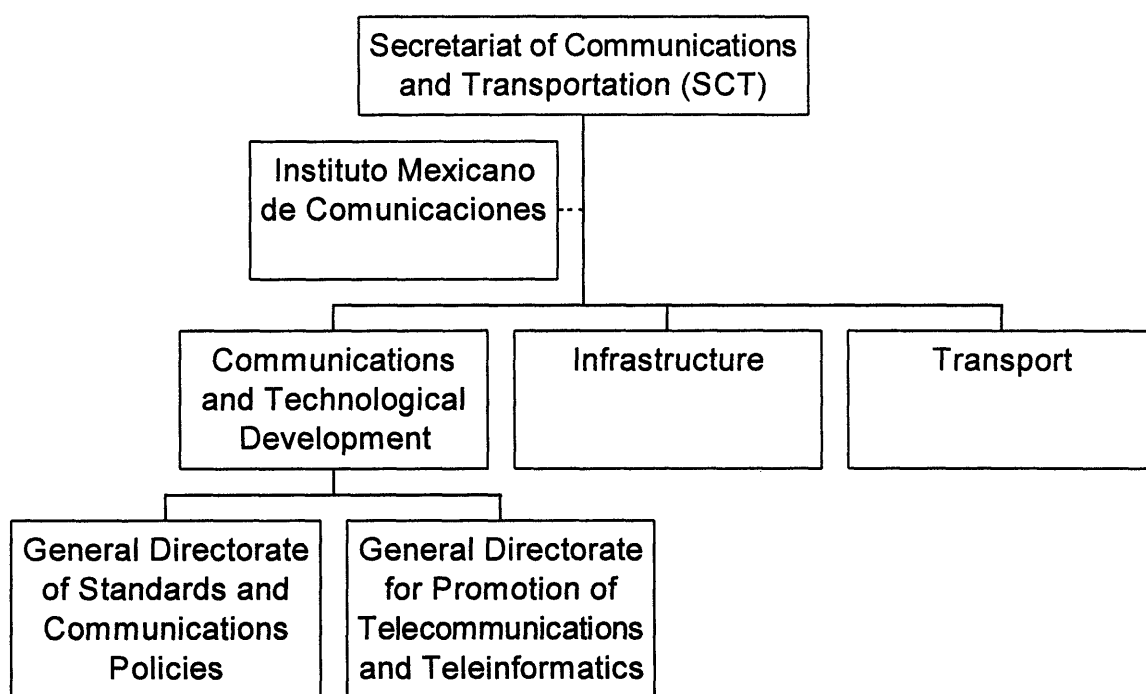 Secretariat of Communications
and Transportation (SCT)
Instituto Mexicano
de Comunicaciones
Communications
and Technological
Development
Infrastructure
Transport
General Directorate
of Standards and
Communications
Policies
General Directorate
for Promotion of
Telecommunications
and Teleinformatics